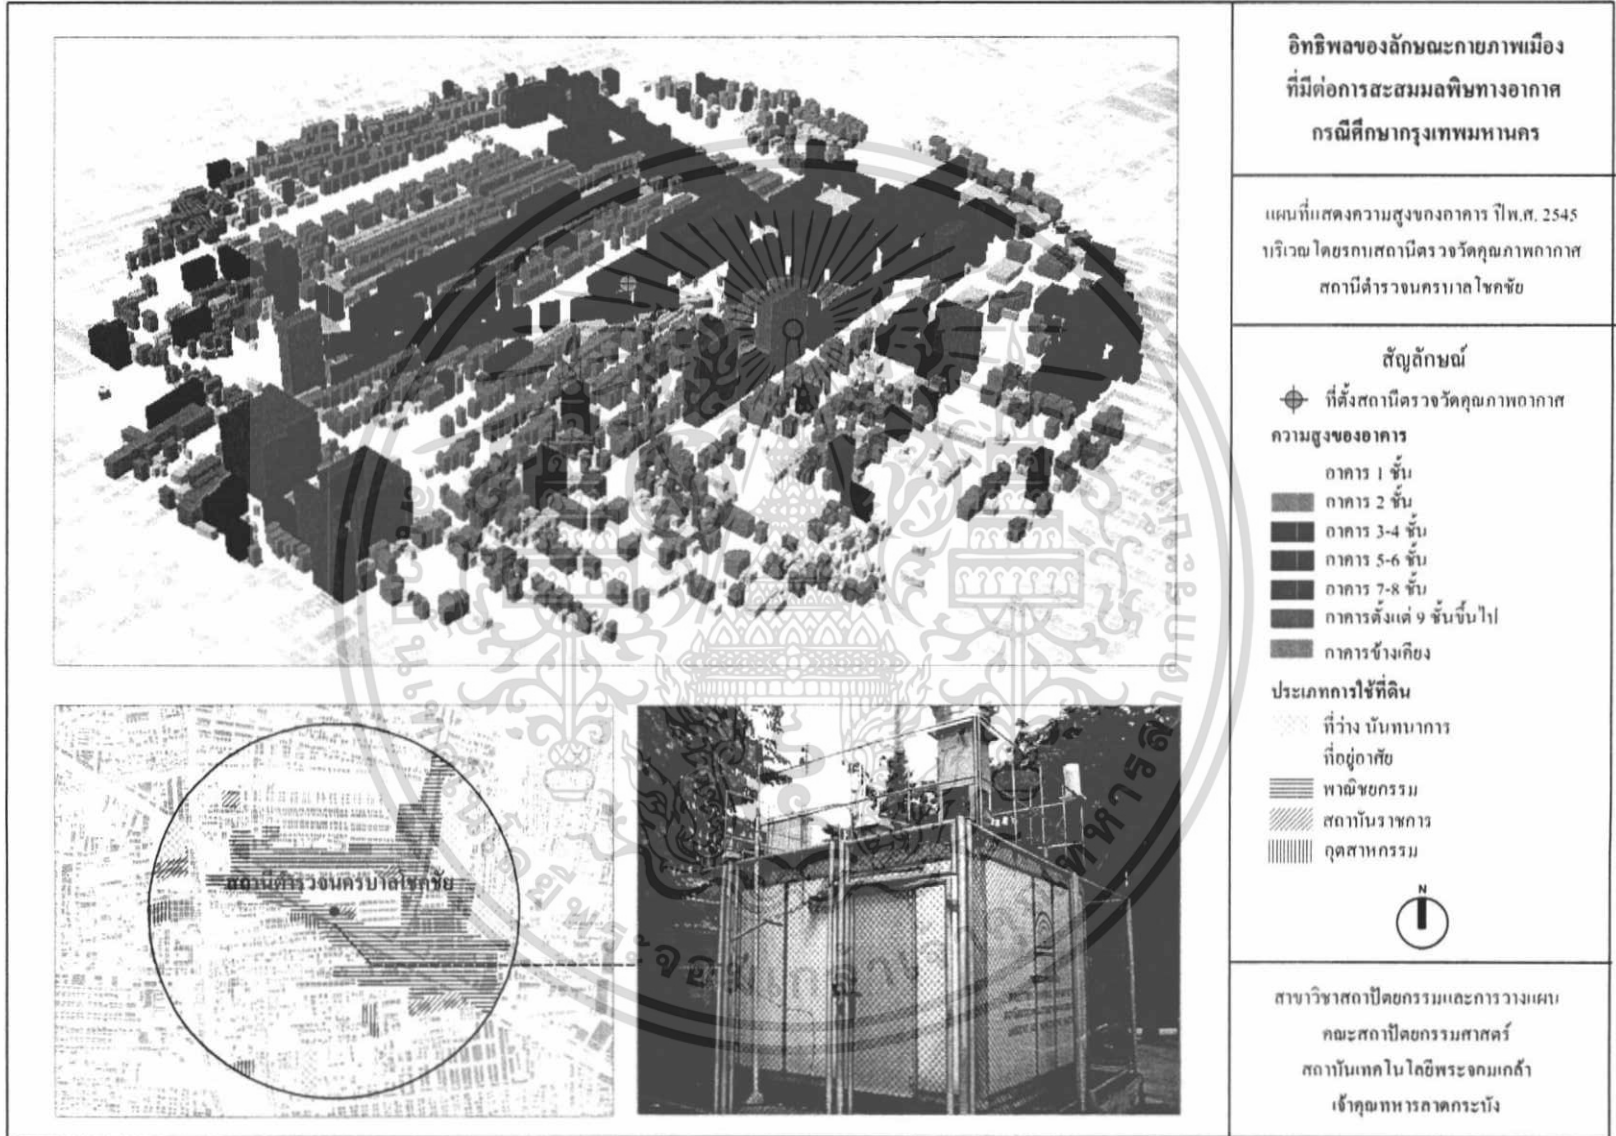 อิทธิพลของลักษณะกายภาพเมือง
ที่มีต่อการสะสมมลพิษทางอากาศ
กรณีศึกษากรุงเทพมหานคร
แผนที่แสดงความสูงของอาคาร ปีพ.ศ. 2545
บริเวณโดยรอบสถานีตรวจวัดคุณภาพอากาศ
สถานีตำรวจนครบาลโชคชัย
สัญลักษณ์
ที่ตั้งสถานีตรวจวัดคุณภาพอากาศ
ความสูงของอาคาร
อาคาร 1 ชั้น
อาคาร 2 ชั้น
อาคาร 3-4 ชั้น
อาคาร 5-6 ชั้น
อาคาร 7-8 ชั้น
อาคารตั้งแต่ 9 ชั้นขึ้นไป
อาคารข้างเคียง
ประเภทการใช้ที่ดิน
ที่ว่าง นันทนาการ
ที่อยู่อาศัย
พาณิชยกรรม
สถาบันราชการ
อุตสาหกรรม
N
สถานีตำรวจนครบาลโชคชัย
สาขาวิชาสถาปัตยกรรมและการวางแผน
คณะสถาปัตยกรรมศาสตร์
สถาบันเทคโนโลยีพระจอมเกล้า
เจ้าคุณทหารลาดกระบัง